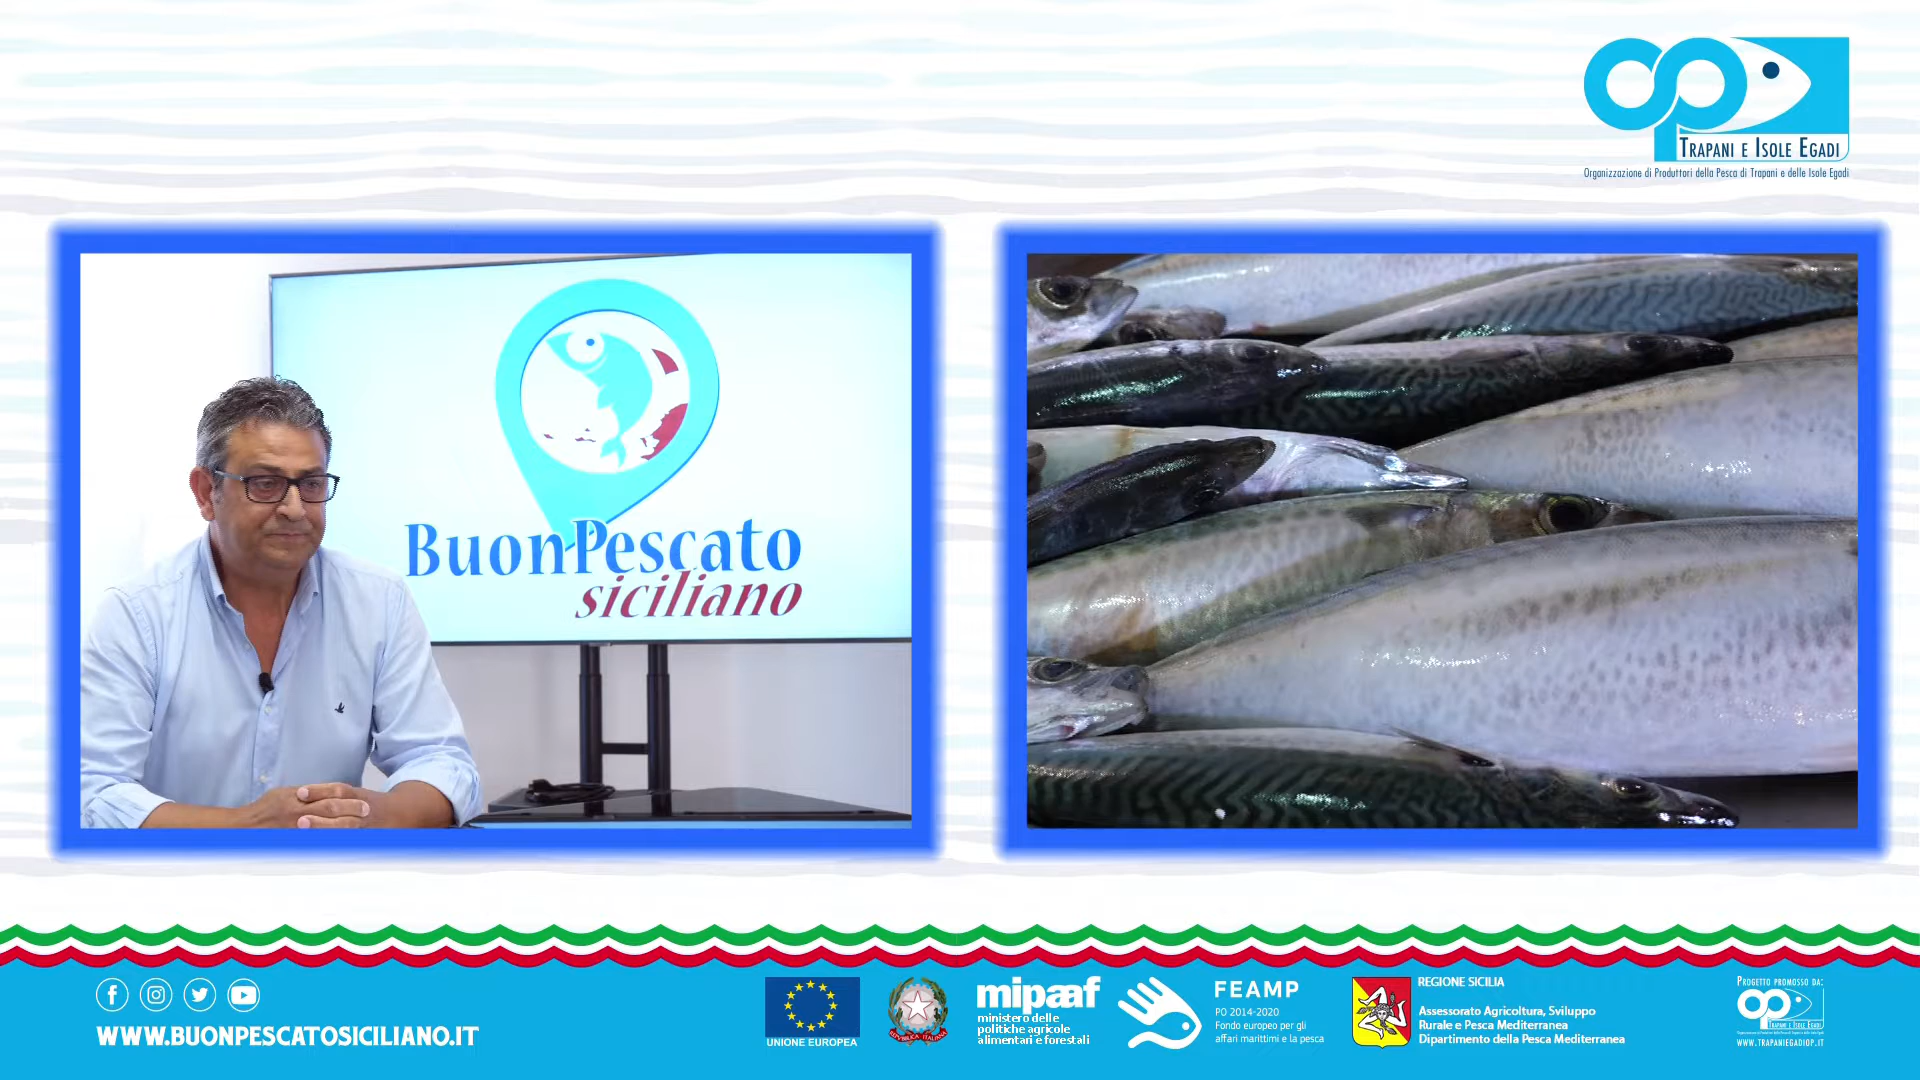 TRAPANI E ISOLE EGADI
Organizzazione di Produttori della Pesca di Trapani e delle Isole Egadi
BuonPescato
siciliano
WWW.BUONPESCATOSICILIANO.IT
UNIONE EUROPEA
mipaaf
ministero delle
politiche agricole
alimentari e forestali
FEAMP
PO 2014-2020
Fondo europeo per gli
affari marittimi e la pesca
REGIONE SICILIA
Assessorato Agricoltura, Sviluppo
Rurale e Pesca Mediterranea
Dipartimento della Pesca Mediterranea
PROGETTO PROMOSSO DA:
TRAPANI E ISOLE EGADI
WWW.TRAPANIEGADIOP.IT